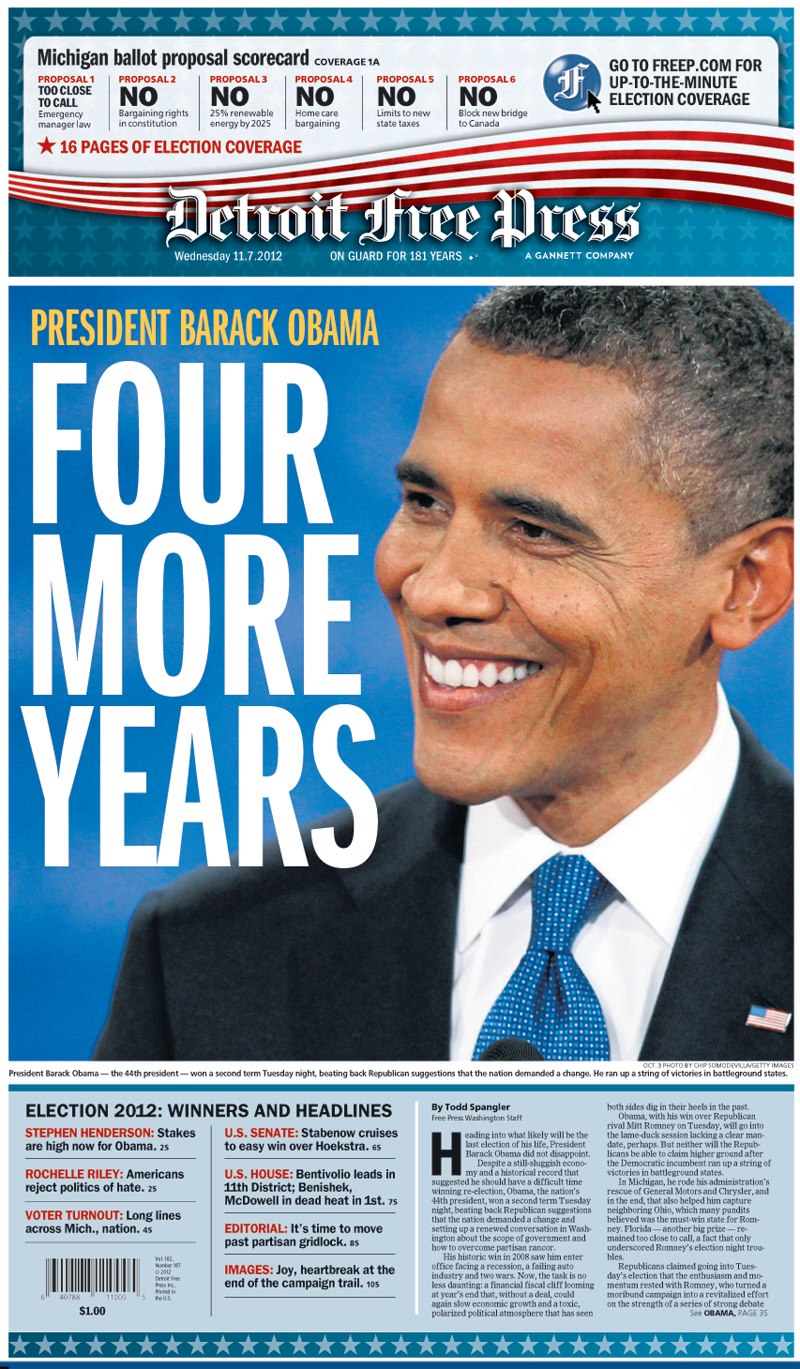 Michigan ballot proposal scorecard COVERAGE 1A
PROPOSAL 1
TOO CLOSE
TO CALL
Emergency
manager law
PROPOSAL 2
NO
Bargaining rights
in constitution
PROPOSAL 3
NO
25% renewable
energy by 2025
PROPOSAL 4
NO
Home care
bargaining
PROPOSAL 5
NO
Limits to new
state taxes
PROPOSAL 6
NO
Block new bridge
to Canada
F
GO TO FREEP.COM FOR
UP-TO-THE-MINUTE
ELECTION COVERAGE
16 PAGES OF ELECTION COVERAGE
Detroit Free Press
Wednesday 11.7.2012
ON GUARD FOR 181 YEARS
A GANNETT COMPANY
PRESIDENT BARACK OBAMA
FOUR
MORE
YEARS
OCT. 3 PHOTO BY CHIP SOMODEVILLA/GETTY IMAGES
President Barack Obama — the 44th president — won a second term Tuesday night, beating back Republican suggestions that the nation demanded a change. He ran up a string of victories in battleground states.
ELECTION 2012: WINNERS AND HEADLINES
STEPHEN HENDERSON: Stakes
are high now for Obama. 2S
ROCHELLE RILEY: Americans
reject politics of hate. 2S
VOTER TURNOUT: Long lines
across Mich., nation. 4S
U.S. SENATE: Stabenow cruises
to easy win over Hoekstra. 6S
U.S. HOUSE: Bentivolio leads in
11th District; Benishek,
McDowell in dead heat in 1st. 7S
EDITORIAL: It's time to move
past partisan gridlock. 8S
IMAGES: Joy, heartbreak at the
end of the campaign trail. 10S
Vol. 182,
Number 187
© 2012
Detroit Free
Press Inc.,
Printed in
the U.S.
6 40788 11000 5
$1.00
By Todd Spangler
Free Press Washington Staff
Heading into what likely will be the
last election of his life, President
Barack Obama did not disappoint.
Despite a still-sluggish econo-
my and a historical record that
suggested he should have a difficult time
winning re-election, Obama, the nation's
44th president, won a second term Tuesday
night, beating back Republican suggestions
that the nation demanded a change and
setting up a renewed conversation in Wash-
ington about the scope of government and
how to overcome partisan rancor.
His historic win in 2008 saw him enter
office facing a recession, a failing auto
industry and two wars. Now, the task is no
less daunting: a financial fiscal cliff looming
at year's end that, without a deal, could
again slow economic growth and a toxic,
polarized political atmosphere that has seen
both sides dig in their heels in the past.
Obama, with his win over Republican
rival Mitt Romney on Tuesday, will go into
the lame-duck session lacking a clear man-
date, perhaps. But neither will the Repub-
licans be able to claim higher ground after
the Democratic incumbent ran up a string of
victories in battleground states.
In Michigan, he rode his administration's
rescue of General Motors and Chrysler, and
in the end, that also helped him capture
neighboring Ohio, which many pundits
believed was the must-win state for Rom-
ney. Florida — another big prize — re-
mained too close to call, a fact that only
underscored Romney's election night trou-
bles.
Republicans claimed going into Tues-
day's election that the enthusiasm and mo-
mentum rested with Romney, who turned a
moribund campaign into a revitalized effort
on the strength of a series of strong debate
See OBAMA, PAGE 3S